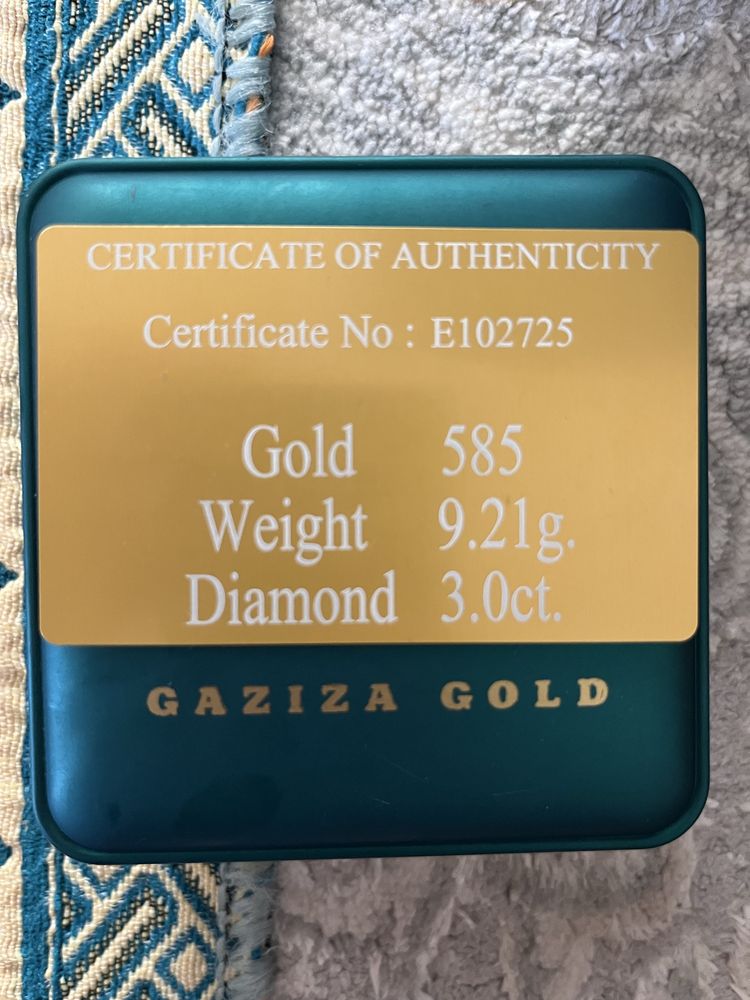 CERTIFICATE OF AUTHENTICITY
Certificate No : E102725
Gold 585
Weight 9.21g.
Diamond 3.0ct.
GAZIZA GOLD